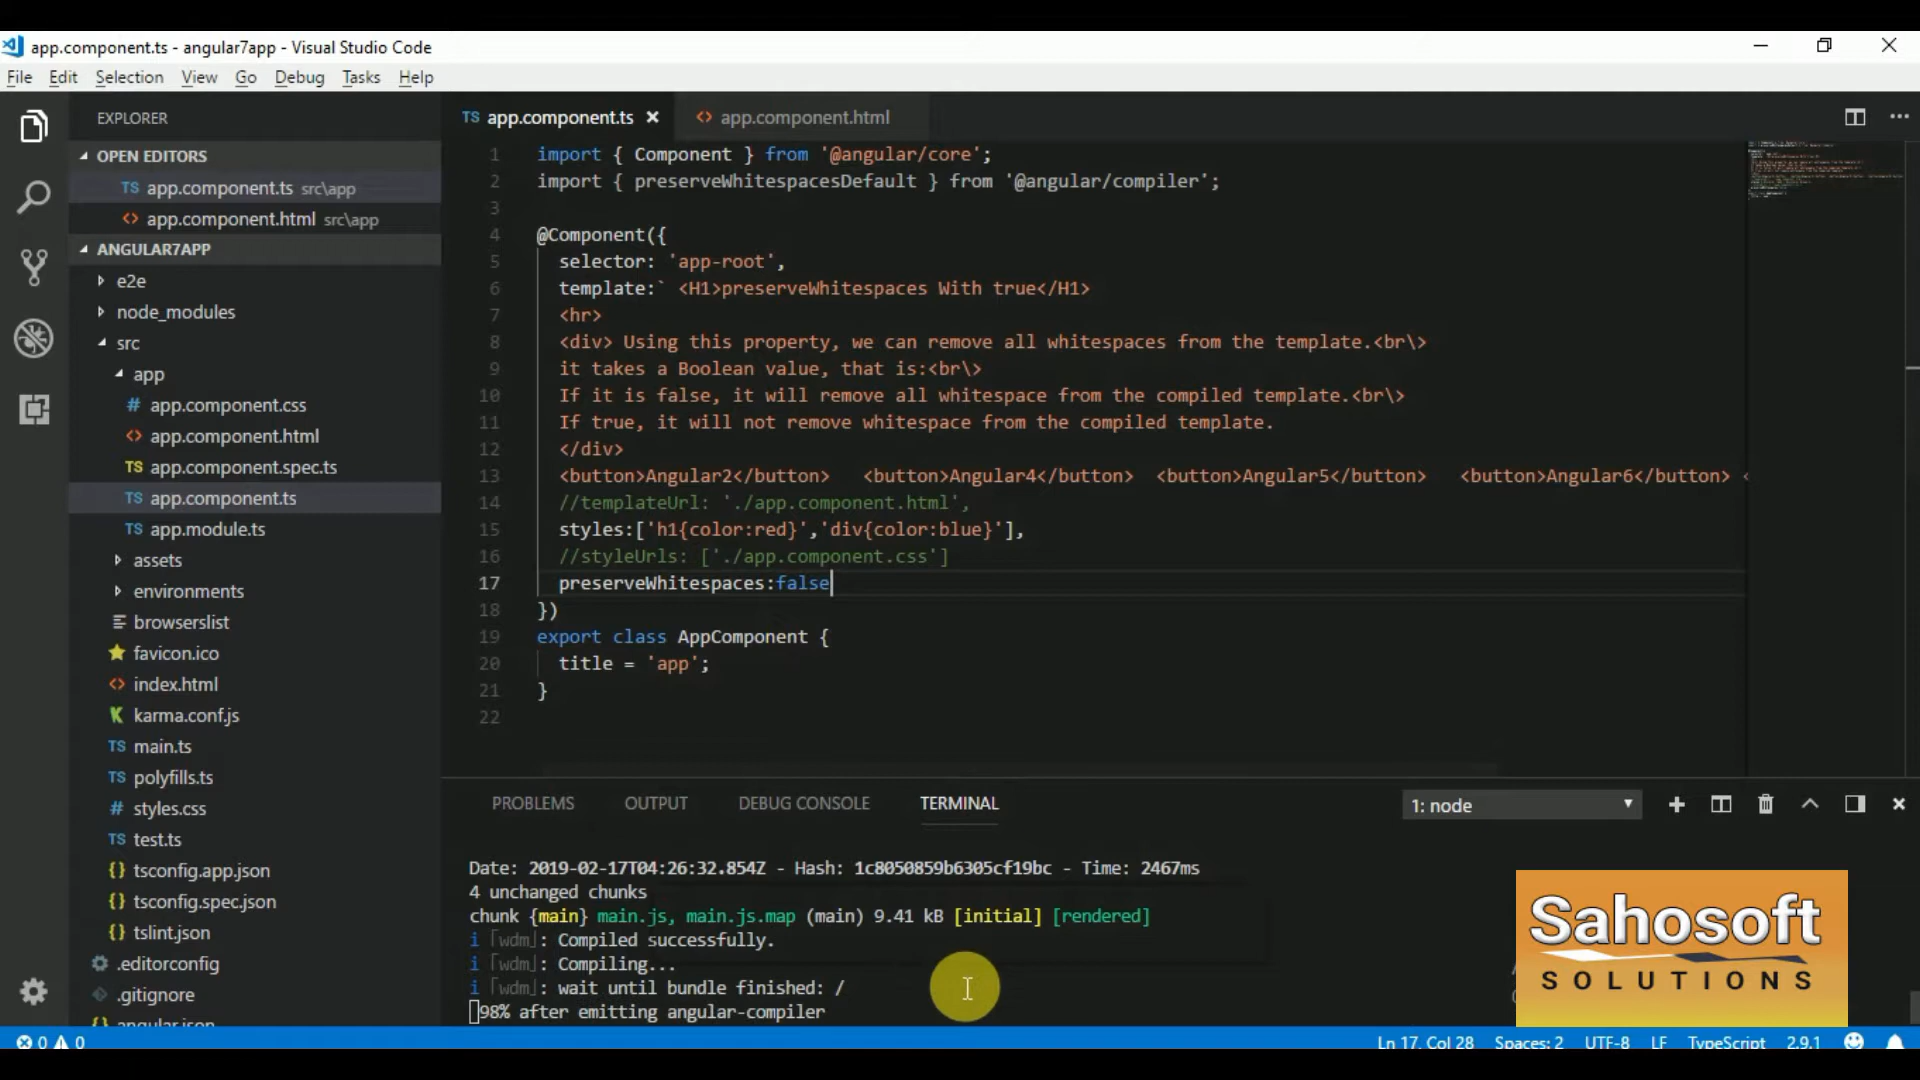 app.component.ts - angular7app - Visual Studio Code
File Edit Selection View Go Debug Tasks Help
EXPLORER
OPEN EDITORS
TS app.component.ts src\app
<> app.component.html src\app
ANGULAR7APP
e2e
node_modules
src
app
# app.component.css
<> app.component.html
TS app.component.spec.ts
TS app.component.ts
TS app.module.ts
assets
environments
browserslist
favicon.ico
<> index.html
K karma.conf.js
TS main.ts
TS polyfills.ts
# styles.css
TS test.ts
{} tsconfig.app.json
{} tsconfig.spec.json
{} tslint.json
.editorconfig
.gitignore
{} angular.json
TS app.component.ts <> app.component.html
1 import { Component } from '@angular/core';
2 import { preserveWhitespacesDefault } from '@angular/compiler';
3
4 @Component({
5 selector: 'app-root',
6 template:` <H1>preserveWhitespaces With true</H1>
7 <hr>
8 <div> Using this property, we can remove all whitespaces from the template.<br\>
9 it takes a Boolean value, that is:<br\>
10 If it is false, it will remove all whitespace from the compiled template.<br\>
11 If true, it will not remove whitespace from the compiled template.
12 </div>
13 <button>Angular2</button> <button>Angular4</button> <button>Angular5</button> <button>Angular6</button> <
14 //templateUrl: './app.component.html',
15 styles:['h1{color:red}','div{color:blue}'],
16 //styleUrls: ['./app.component.css']
17 preserveWhitespaces:false
18 })
19 export class AppComponent {
20 title = 'app';
21 }
22
PROBLEMS OUTPUT DEBUG CONSOLE TERMINAL 1: node
Date: 2019-02-17T04:26:32.854Z - Hash: 1c8050859b6305cf19bc - Time: 2467ms
4 unchanged chunks
chunk {main} main.js, main.js.map (main) 9.41 kB [initial] [rendered]
i ｢wdm｣: Compiled successfully.
i ｢wdm｣: Compiling...
i ｢wdm｣: wait until bundle finished: /
98% after emitting angular-compiler
Sahosoft
SOLUTIONS
0 0 Ln 17, Col 28 Spaces: 2 UTF-8 LF TypeScript 2.9.1